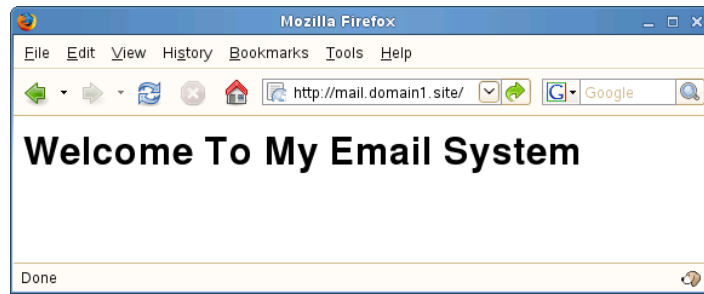 Mozilla Firefox
File Edit View History Bookmarks Tools Help
http://mail.domain1.site/ G Google
Welcome To My Email System
Done